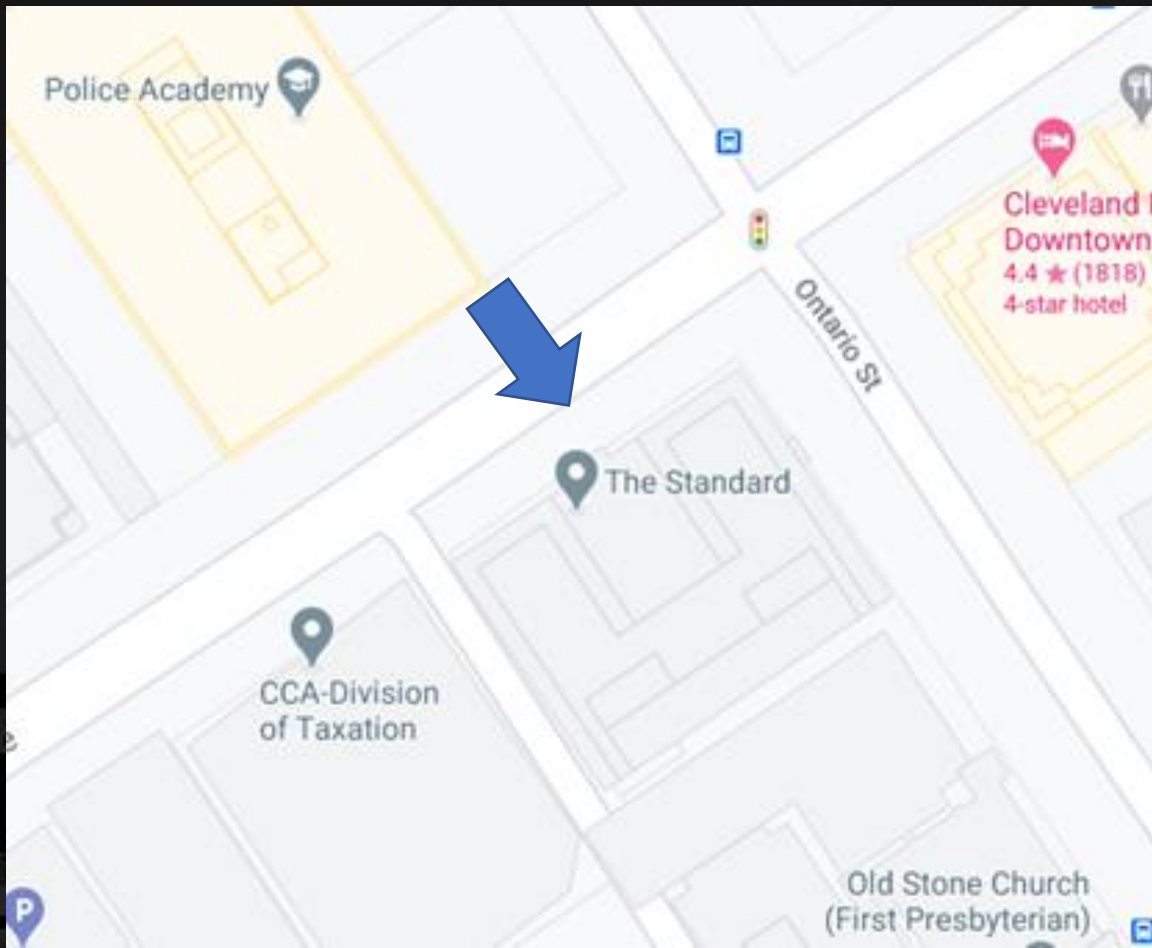 Police Academy
Cleveland
Downtown
4.4 ★ (1818)
4-star hotel
Ontario St
The Standard
CCA-Division
of Taxation
Old Stone Church
(First Presbyterian)
P